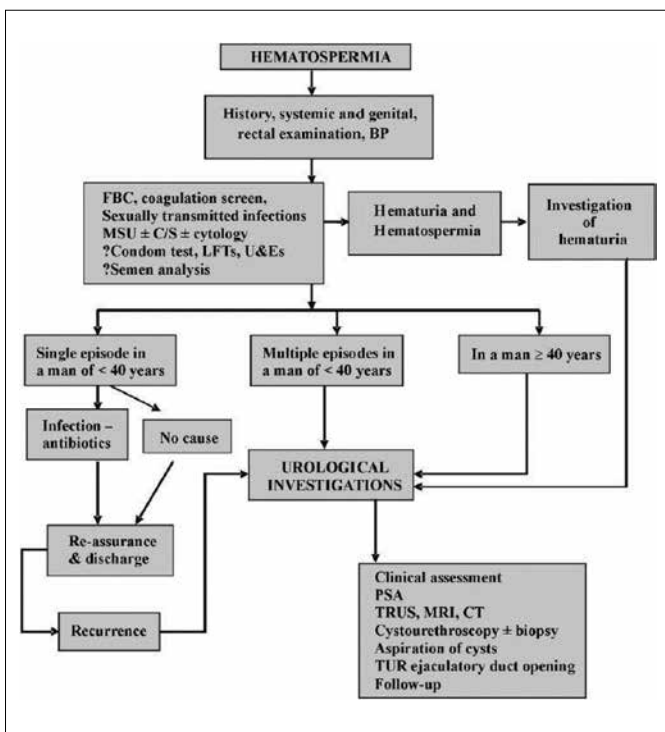 HEMATOSPERMIA
History, systemic and genital,
rectal examination, BP
FBC, coagulation screen,
Sexually transmitted infections
MSU ± C/S ± cytology
?Condom test, LFTs, U&Es
?Semen analysis
Hematuria and
Hematospermia
Investigation
of
hematuria
Single episode in
a man of < 40 years
Multiple episodes in
a man of < 40 years
In a man ≥ 40 years
Infection –
antibiotics
No cause
UROLOGICAL
INVESTIGATIONS
Re-assurance
& discharge
Recurrence
Clinical assessment
PSA
TRUS, MRI, CT
Cystourethroscopy ± biopsy
Aspiration of cysts
TUR ejaculatory duct opening
Follow-up